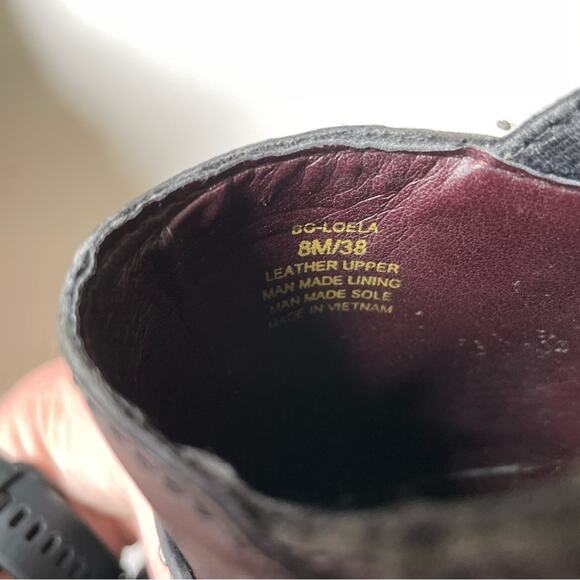 BG-LOELA
8M/38
LEATHER UPPER
MAN MADE LINING
MAN MADE SOLE
MADE IN VIETNAM